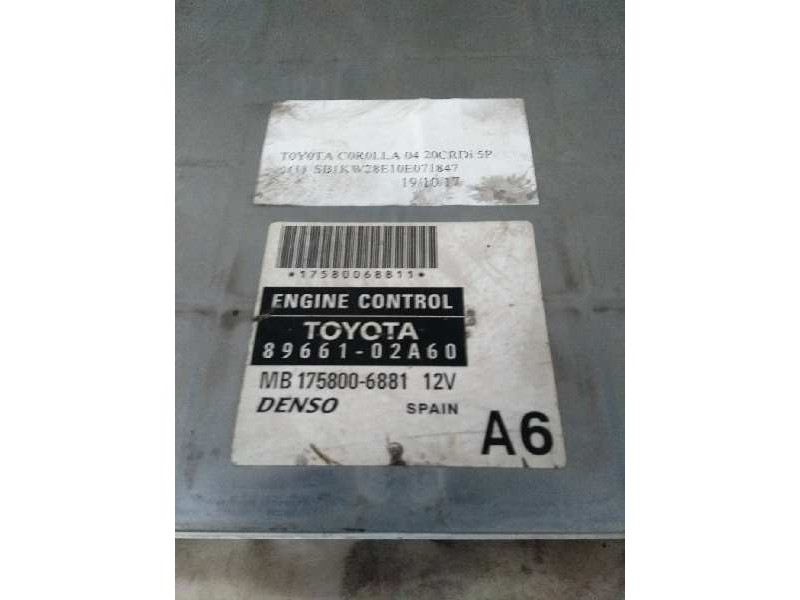 TOYOTA COROLLA 04 20CRDi 5P
SB1KW28E10E071847
19/10/17
*17580068811*
ENGINE CONTROL
TOYOTA
89661-02A60
MB 175800-6881 12V
DENSO SPAIN
A6